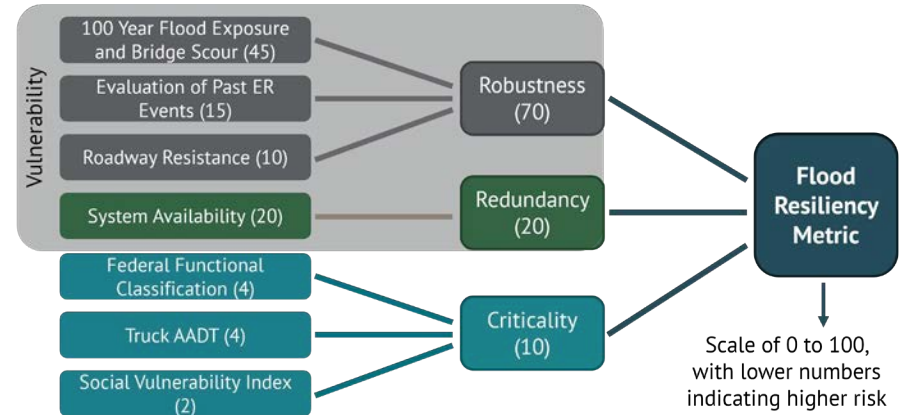 Vulnerability
100 Year Flood Exposure
and Bridge Scour (45)
Evaluation of Past ER
Events (15)
Roadway Resistance (10)
System Availability (20)
Federal Functional
Classification (4)
Truck AADT (4)
Social Vulnerability Index
(2)
Robustness
(70)
Redundancy
(20)
Criticality
(10)
Flood
Resiliency
Metric
Scale of 0 to 100,
with lower numbers
indicating higher risk